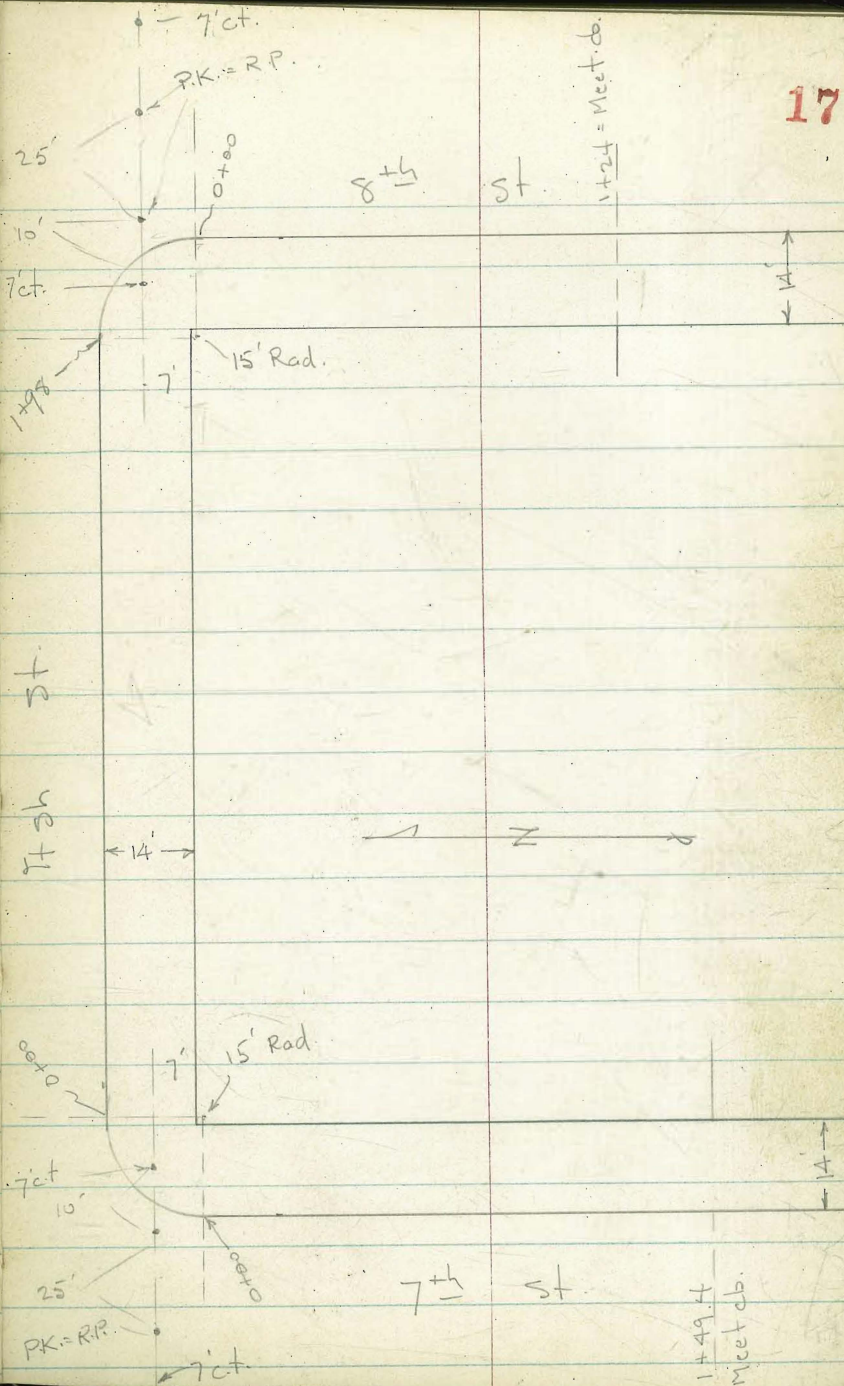 7'ct.
P.K. = R.P.
17
25'
0+00
8th St
1+24 = Meet.cb.
10'
7'ct.
14'
15' Rad.
1+98
7'
St.
14'
N
0+00
7'
15' Rad
7'ct
10'
14'
0+00
25'
7th St
1+49.4
Meet cb.
P.K. = R.P.
7'ct.